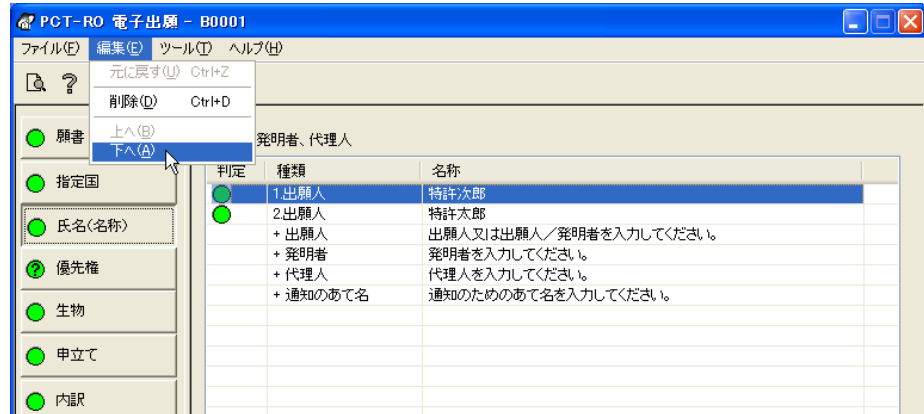 PCT-RO 電子出願 - B0001
ファイル(F) 編集(E) ツール(T) ヘルプ(H)
元に戻す(U) Ctrl+Z
削除(D) Ctrl+D
上へ(B)
下へ(A)
願書
発明者、代理人
指定国
氏名(名称)
優先権
生物
申立て
内訳
判定 種類 名称
1.出願人 特許次郎
2.出願人 特許太郎
+ 出願人 出願人又は出願人／発明者を入力してください。
+ 発明者 発明者を入力してください。
+ 代理人 代理人を入力してください。
+ 通知のあて名 通知のためのあて名を入力してください。